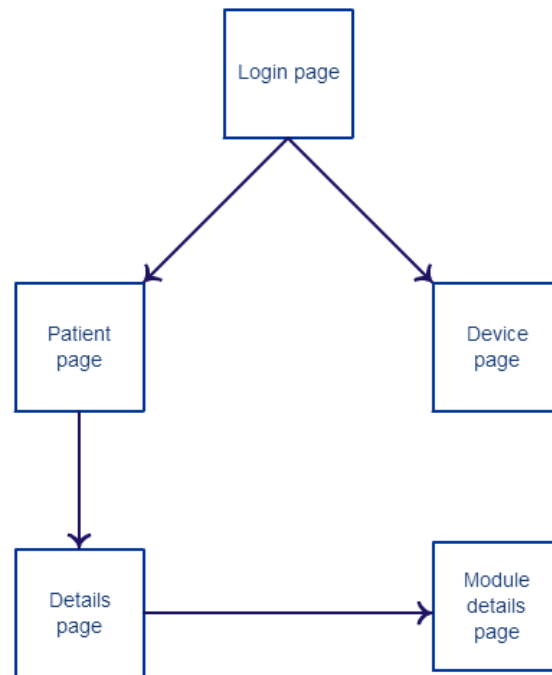 Login page
Patient
page
Device
page
Details
page
Module
details
page